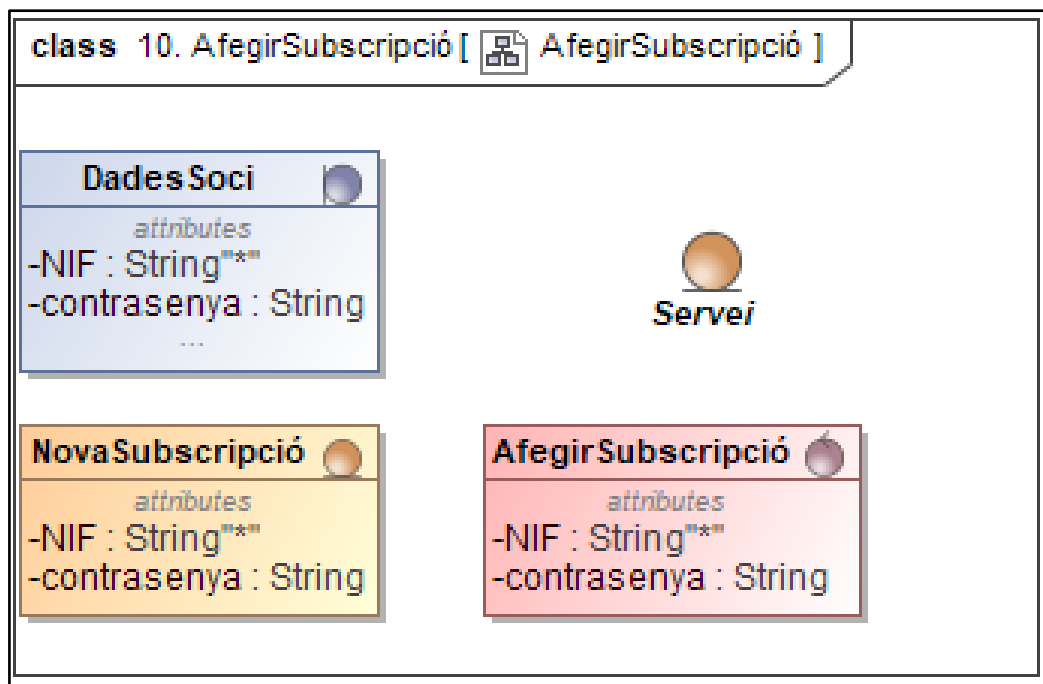 class 10. AfegirSubscripció [ AfegirSubscripció ]
DadesSoci
attributes
-NIF : String"*"
-contrasenya : String
...
Servei
NovaSubscripció
attributes
-NIF : String"*"
-contrasenya : String
AfegirSubscripció
attributes
-NIF : String"*"
-contrasenya : String